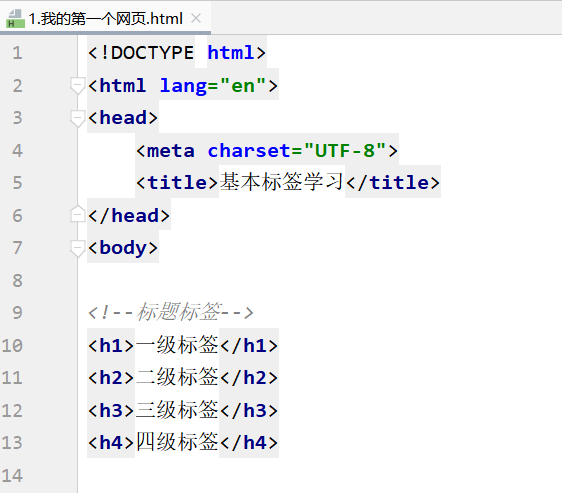 1.我的第一个网页.html
1 <!DOCTYPE html>
2 <html lang="en">
3 <head>
4 <meta charset="UTF-8">
5 <title>基本标签学习</title>
6 </head>
7 <body>
8
9 <!--标题标签-->
10 <h1>一级标签</h1>
11 <h2>二级标签</h2>
12 <h3>三级标签</h3>
13 <h4>四级标签</h4>
14